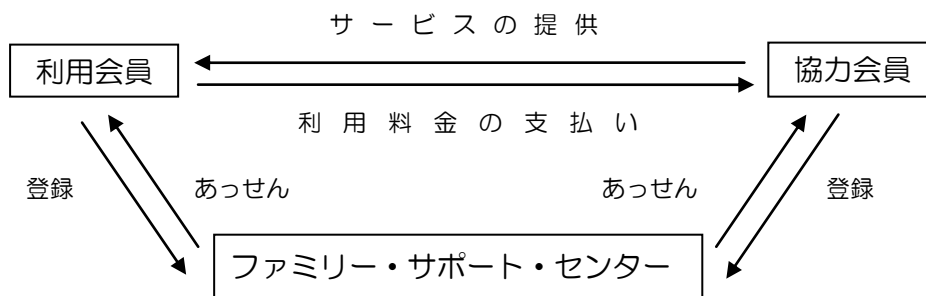 サービスの提供
利用会員
協力会員
利用料金の支払い
登録
あっせん
あっせん
登録
ファミリー・サポート・センター